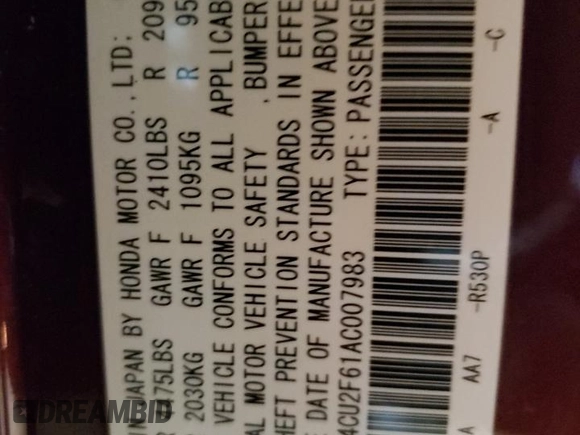 JAPAN BY HONDA MOTOR CO., LTD:
475LBS GAWR F 2410LBS R 209
2030KG GAWR F 1095KG R 95
VEHICLE CONFORMS TO ALL APPLICAB
AL MOTOR VEHICLE SAFETY, BUMPER
HEFT PREVENTION STANDARDS IN EFFE
E DATE OF MANUFACTURE SHOWN ABOVE
4CU2F61AC007983 TYPE: PASSENGE
A AA7 -R530P -A -C
DREAMBID